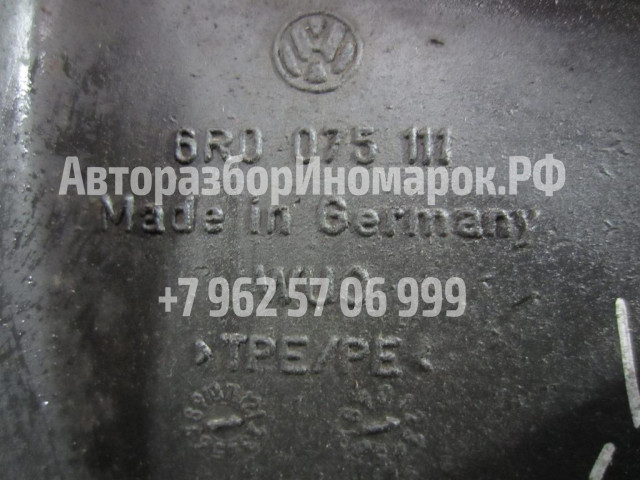 6R0 075 111
АвторазборИномарок.РФ
Made in Germany
+7 962 57 06 999
>TPE/PE<